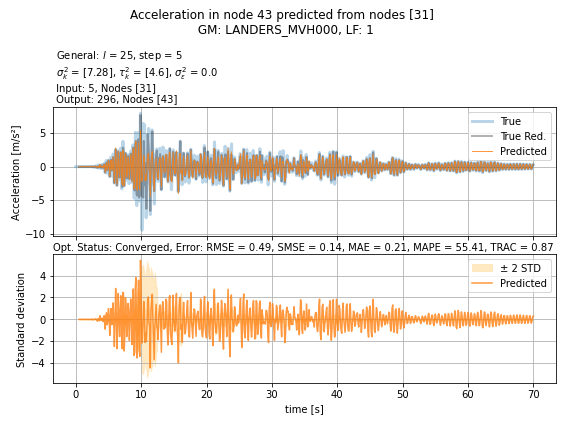 Acceleration in node 43 predicted from nodes [31]
GM: LANDERS_MVH000, LF: 1
General: l = 25, step = 5
σ²ₖ = [7.28], τ²ₖ = [4.6], σ²ε = 0.0
Input: 5, Nodes [31]
Output: 296, Nodes [43]
Acceleration [m/s²]
5
0
−5
−10
True
True Red.
Predicted
Opt. Status: Converged, Error: RMSE = 0.49, SMSE = 0.14, MAE = 0.21, MAPE = 55.41, TRAC = 0.87
Standard deviation
4
2
0
−2
−4
± 2 STD
Predicted
0 10 20 30 40 50 60 70
time [s]